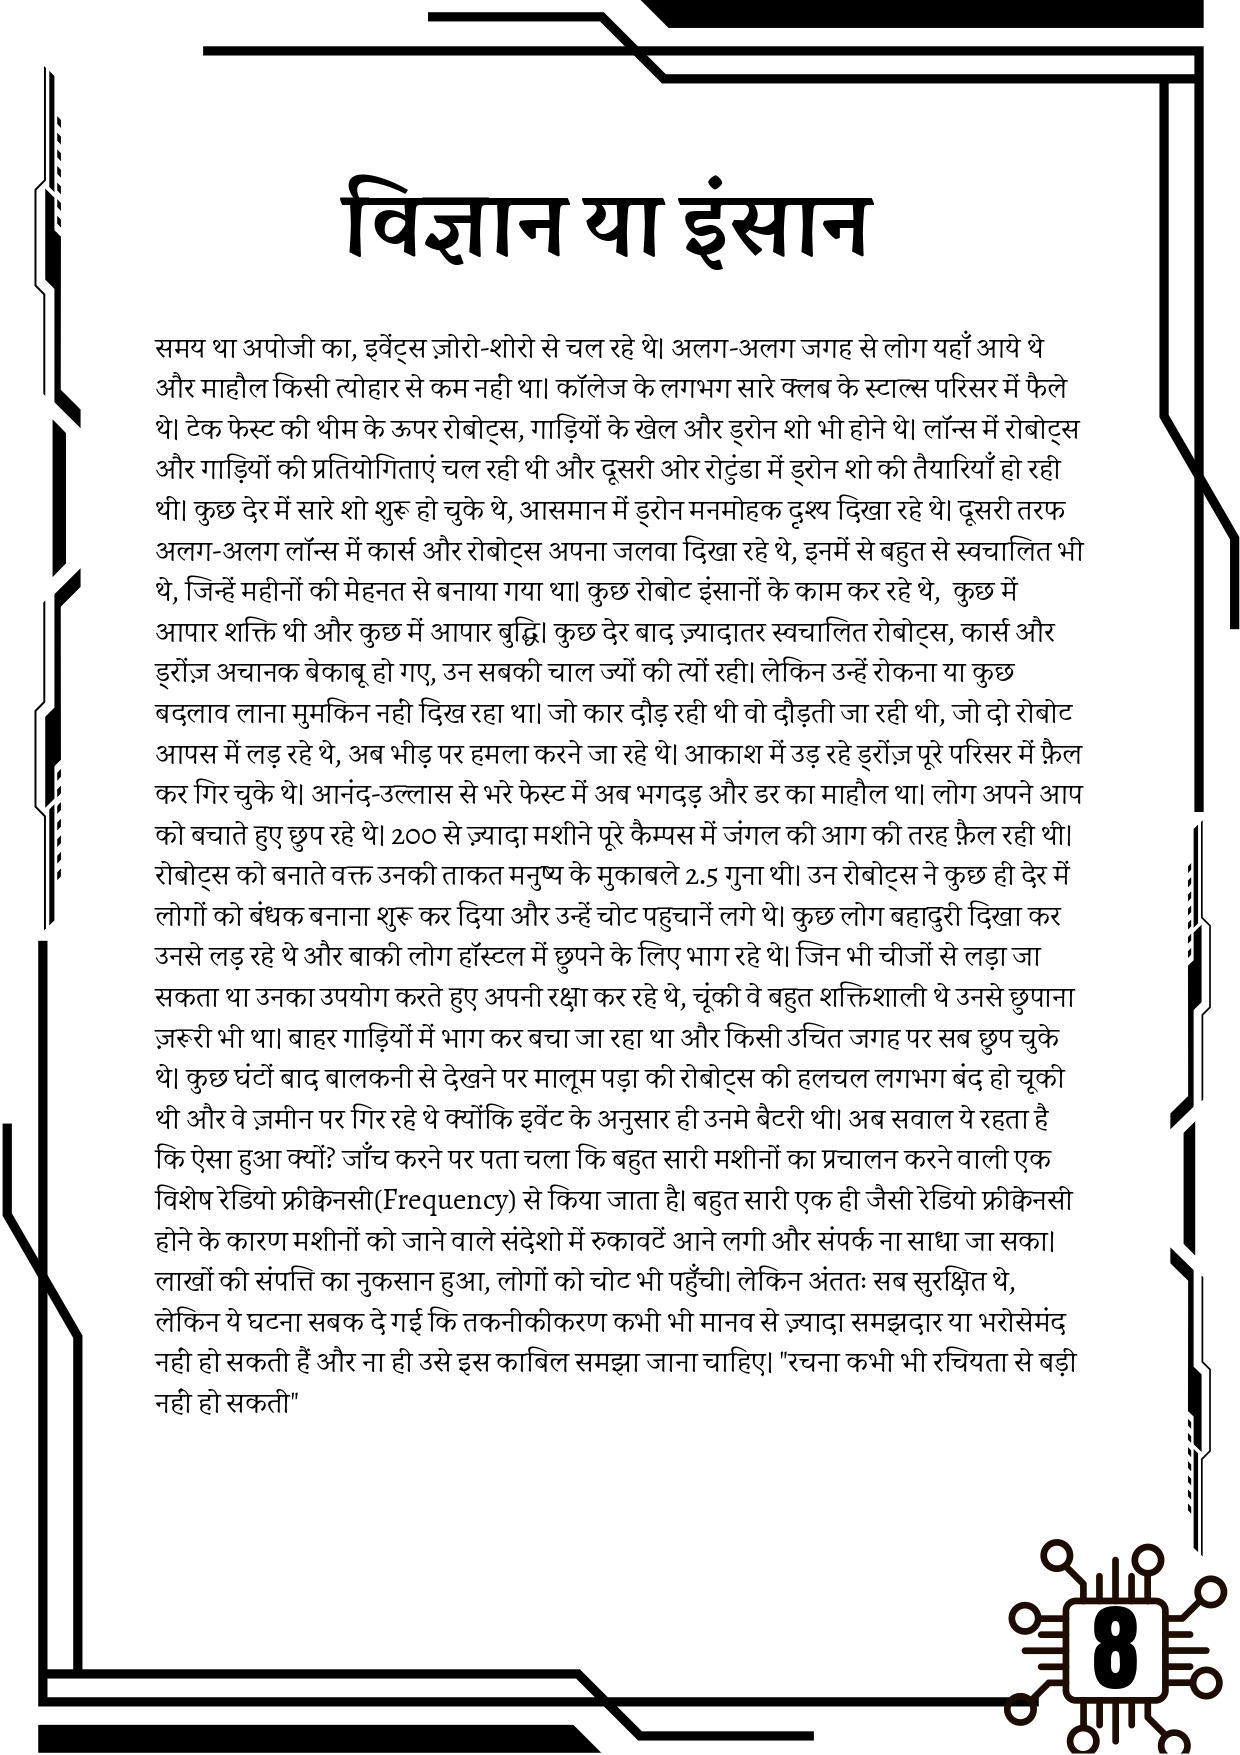 विज्ञान या इंसान
समय था अपोजी का, इवेंट्स ज़ोरो-शोरो से चल रहे थे| अलग-अलग जगह से लोग यहाँ आये थे
और माहौल किसी त्योहार से कम नहीं था| कॉलेज के लगभग सारे क्लब के स्टाल्स परिसर में फैले
थे| टेक फेस्ट की थीम के ऊपर रोबोट्स, गाड़ियों के खेल और ड्रोन शो भी होने थे| लॉन्स में रोबोट्स
और गाड़ियों की प्रतियोगिताएं चल रही थी और दूसरी ओर रोटुंडा में ड्रोन शो की तैयारियाँ हो रही
थी| कुछ देर में सारे शो शुरू हो चुके थे, आसमान में ड्रोन मनमोहक दृश्य दिखा रहे थे| दूसरी तरफ
अलग-अलग लॉन्स में कार्स और रोबोट्स अपना जलवा दिखा रहे थे, इनमें से बहुत से स्वचालित भी
थे, जिन्हें महीनों की मेहनत से बनाया गया था| कुछ रोबोट इंसानों के काम कर रहे थे,  कुछ में
आपार शक्ति थी और कुछ में आपार बुद्धि| कुछ देर बाद ज़्यादातर स्वचालित रोबोट्स, कार्स और
ड्रोंज़ अचानक बेकाबू हो गए, उन सबकी चाल ज्यों की त्यों रही| लेकिन उन्हें रोकना या कुछ
बदलाव लाना मुमकिन नहीं दिख रहा था| जो कार दौड़ रही थी वो दौड़ती जा रही थी, जो दो रोबोट
आपस में लड़ रहे थे, अब भीड़ पर हमला करने जा रहे थे| आकाश में उड़ रहे ड्रोंज़ पूरे परिसर में फ़ैल
कर गिर चुके थे| आनंद-उल्लास से भरे फेस्ट में अब भगदड़ और डर का माहौल था| लोग अपने आप
को बचाते हुए छुप रहे थे| 200 से ज़्यादा मशीने पूरे कैम्पस में जंगल की आग की तरह फ़ैल रही थी|
रोबोट्स को बनाते वक्त उनकी ताकत मनुष्य के मुकाबले 2.5 गुना थी| उन रोबोट्स ने कुछ ही देर में
लोगों को बंधक बनाना शुरू कर दिया और उन्हें चोट पहुचानें लगे थे| कुछ लोग बहादुरी दिखा कर
उनसे लड़ रहे थे और बाकी लोग हॉस्टल में छुपने के लिए भाग रहे थे| जिन भी चीजों से लड़ा जा
सकता था उनका उपयोग करते हुए अपनी रक्षा कर रहे थे, चूंकी वे बहुत शक्तिशाली थे उनसे छुपाना
ज़रूरी भी था| बाहर गाड़ियों में भाग कर बचा जा रहा था और किसी उचित जगह पर सब छुप चुके
थे| कुछ घंटों बाद बालकनी से देखने पर मालूम पड़ा की रोबोट्स की हलचल लगभग बंद हो चूकी
थी और वे ज़मीन पर गिर रहे थे क्योंकि इवेंट के अनुसार ही उनमे बैटरी थी| अब सवाल ये रहता है
कि ऐसा हुआ क्यों? जाँच करने पर पता चला कि बहुत सारी मशीनों का प्रचालन करने वाली एक
विशेष रेडियो फ्रीक्वेनसी(Frequency) से किया जाता है| बहुत सारी एक ही जैसी रेडियो फ्रीक्वेनसी
होने के कारण मशीनों को जाने वाले संदेशो में रुकावटें आने लगी और संपर्क ना साधा जा सका|
लाखों की संपत्ति का नुकसान हुआ, लोगों को चोट भी पहुँची| लेकिन अंततः सब सुरक्षित थे,
लेकिन ये घटना सबक दे गई कि तकनीकीकरण कभी भी मानव से ज़्यादा समझदार या भरोसेमंद
नहीं हो सकती हैं और ना ही उसे इस काबिल समझा जाना चाहिए| "रचना कभी भी रचियता से बड़ी
नहीं हो सकती"
8